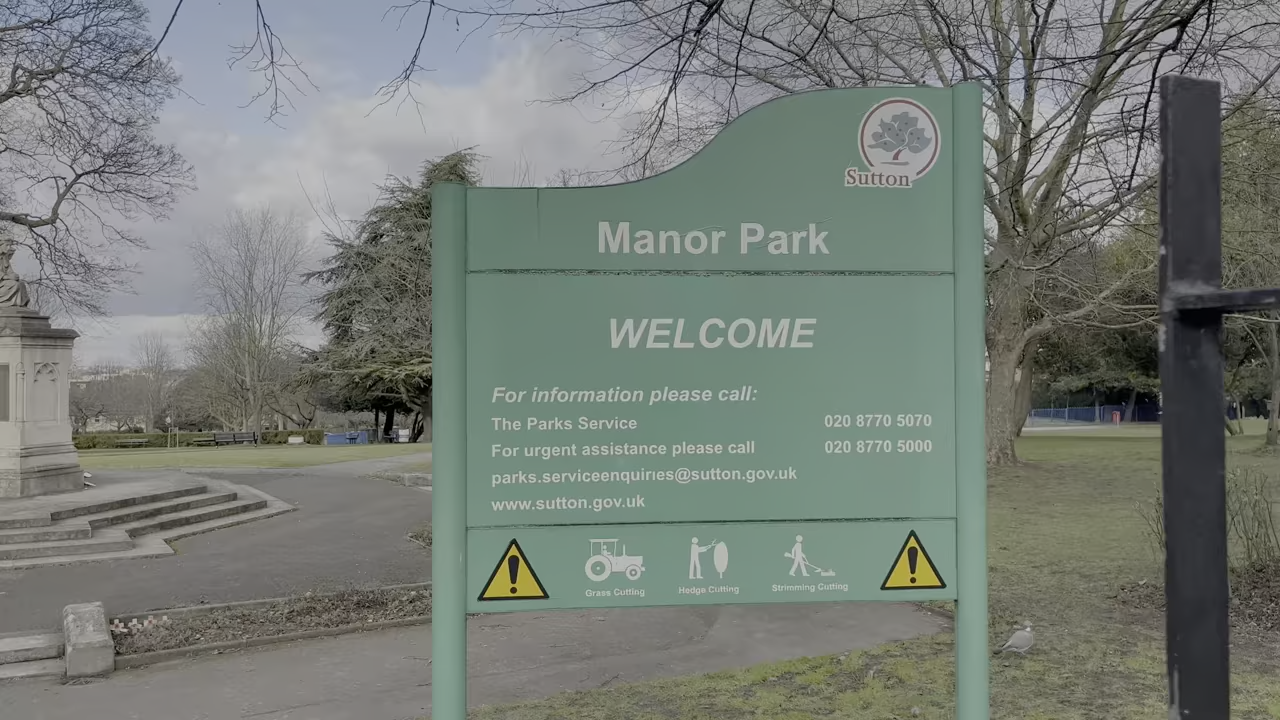 Sutton
Manor Park
WELCOME
For information please call:
The Parks Service 020 8770 5070
For urgent assistance please call 020 8770 5000
parks.serviceenquiries@sutton.gov.uk
www.sutton.gov.uk
Grass Cutting Hedge Cutting Strimming Cutting